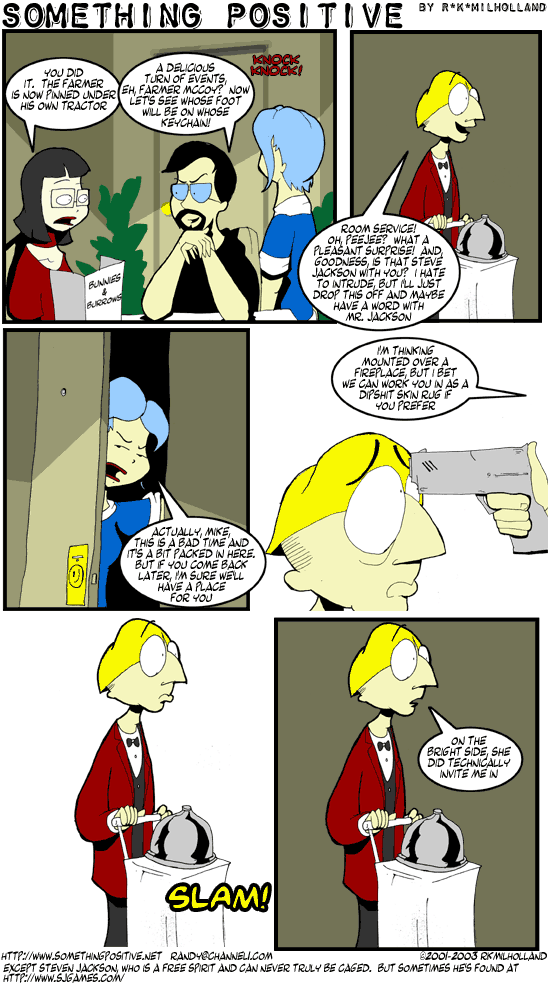 SOMETHING POSITIVE BY R*K*MILHOLLAND
YOU DID
IT. THE FARMER
IS NOW PINNED UNDER
HIS OWN TRACTOR
A DELICIOUS
TURN OF EVENTS,
EH, FARMER MCCOY? NOW
LET'S SEE WHOSE FOOT
WILL BE ON WHOSE
KEYCHAIN!
KNOCK
KNOCK!
BUNNIES
&
BURROWS
ROOM SERVICE!
OH, PEEJEE? WHAT A
PLEASANT SURPRISE! AND,
GOODNESS, IS THAT STEVE
JACKSON WITH YOU? I HATE
TO INTRUDE, BUT I'LL JUST
DROP THIS OFF AND MAYBE
HAVE A WORD WITH
MR. JACKSON
ACTUALLY, MIKE,
THIS IS A BAD TIME AND
IT'S A BIT PACKED IN HERE.
BUT IF YOU COME BACK
LATER, I'M SURE WE'LL
HAVE A PLACE
FOR YOU
I'M THINKING
MOUNTED OVER A
FIREPLACE, BUT I BET
WE CAN WORK YOU IN AS A
DIPSHIT SKIN RUG IF
YOU PREFER
SLAM!
ON THE
BRIGHT SIDE, SHE
DID TECHNICALLY
INVITE ME IN
HTTP://WWW.SOMETHINGPOSITIVE.NET RANDY@CHANNEL1.COM ©2001-2003 RKMILHOLLAND
EXCEPT STEVEN JACKSON, WHO IS A FREE SPIRIT AND CAN NEVER TRULY BE CAGED. BUT SOMETIMES HE'S FOUND AT
HTTP://WWW.SJGAMES.COM/